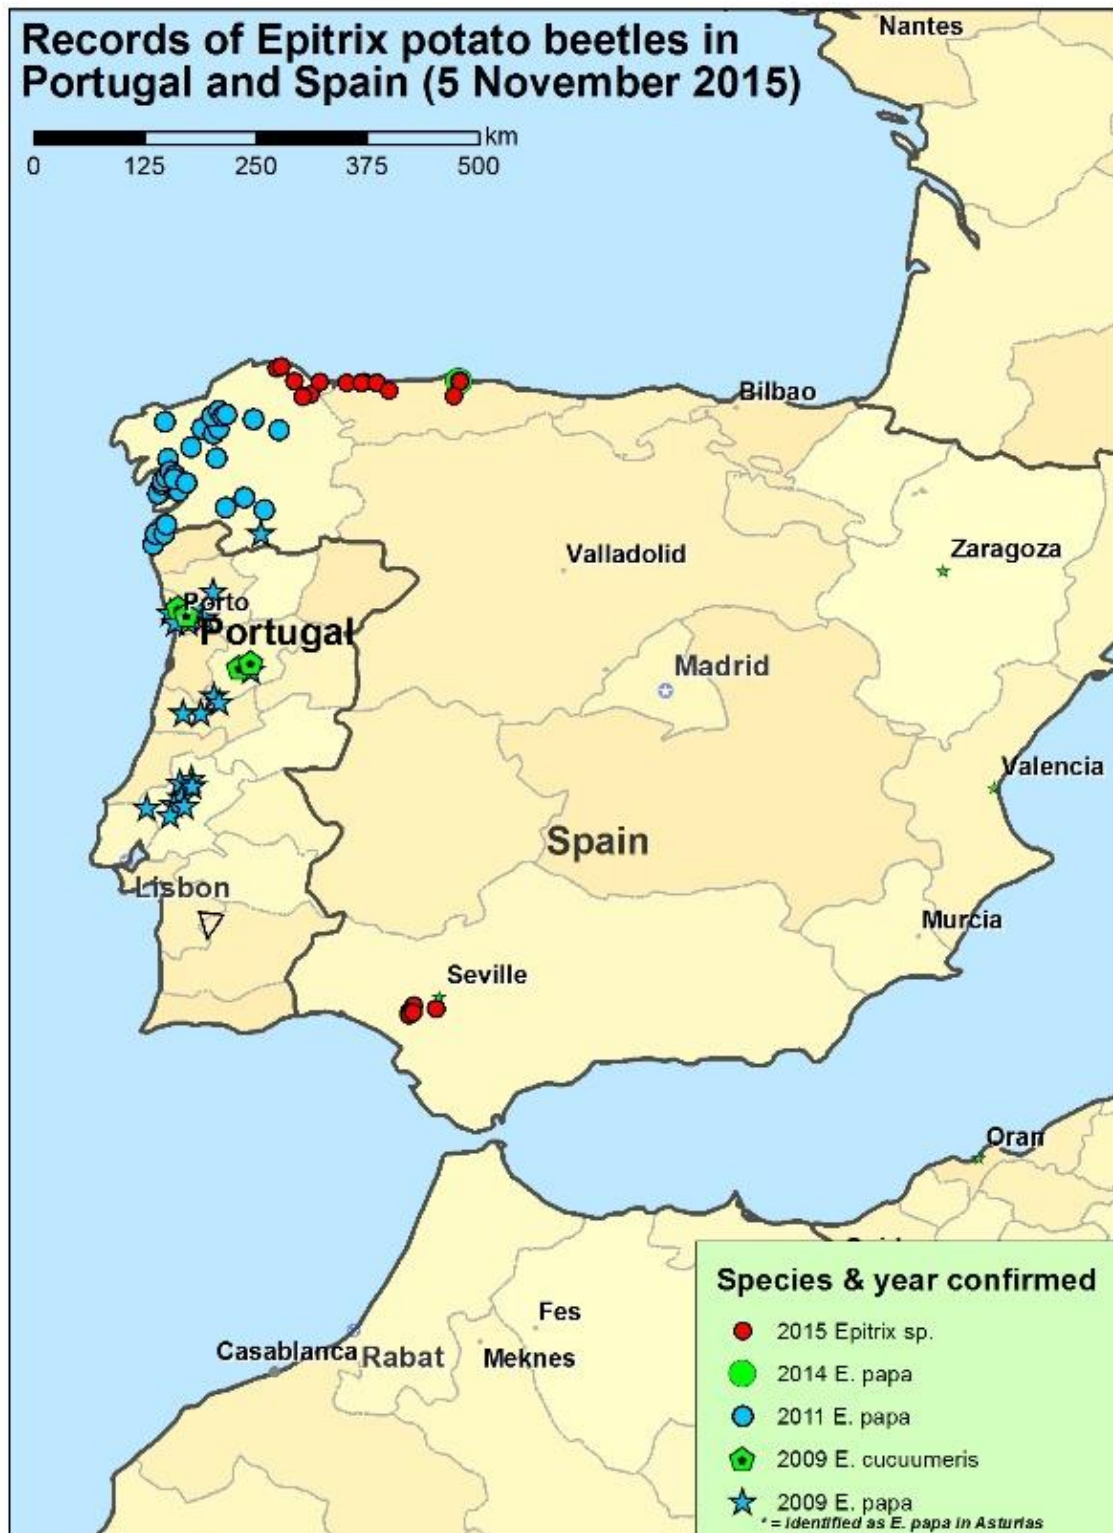 Records of Epitrix potato beetles in
Portugal and Spain (5 November 2015)
km
0 125 250 375 500
Nantes
Bilbao
Valladolid
Zaragoza
Porto
Portugal
Madrid
Valencia
Spain
Lisbon
Murcia
Seville
Oran
Fes
Casablanca
Rabat
Meknes
Species & year confirmed
2015 Epitrix sp.
2014 E. papa
2011 E. papa
2009 E. cucuumeris
2009 E. papa
* = identified as E. papa in Asturias